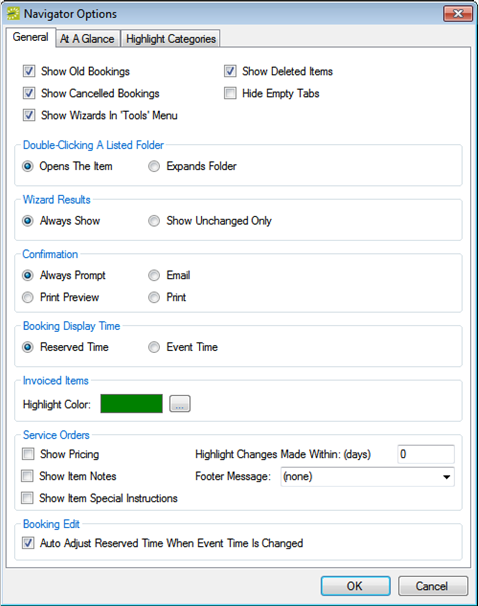 Navigator Options
General At A Glance Highlight Categories
Show Old Bookings Show Deleted Items
Show Cancelled Bookings Hide Empty Tabs
Show Wizards In 'Tools' Menu
Double-Clicking A Listed Folder
Opens The Item Expands Folder
Wizard Results
Always Show Show Unchanged Only
Confirmation
Always Prompt Email
Print Preview Print
Booking Display Time
Reserved Time Event Time
Invoiced Items
Highlight Color: ...
Service Orders
Show Pricing Highlight Changes Made Within: (days) 0
Show Item Notes Footer Message: (none)
Show Item Special Instructions
Booking Edit
Auto Adjust Reserved Time When Event Time Is Changed
OK Cancel